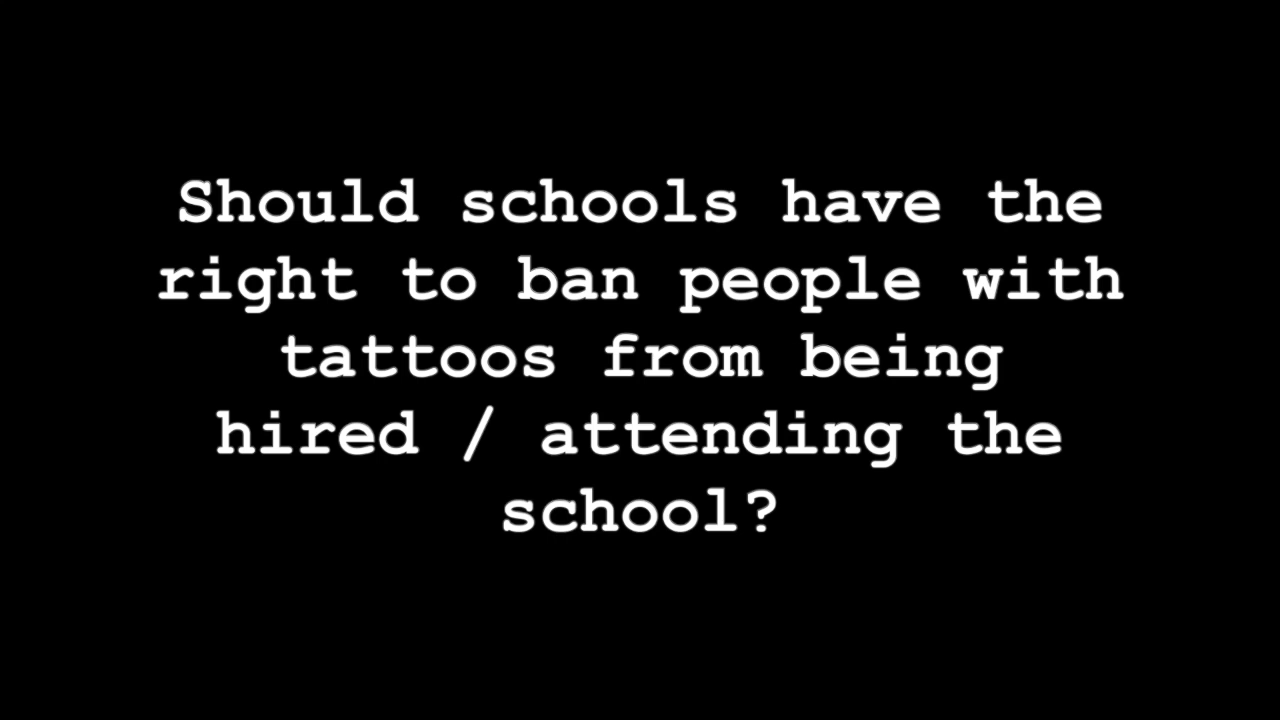 Should schools have the
right to ban people with
tattoos from being
hired / attending the
school?